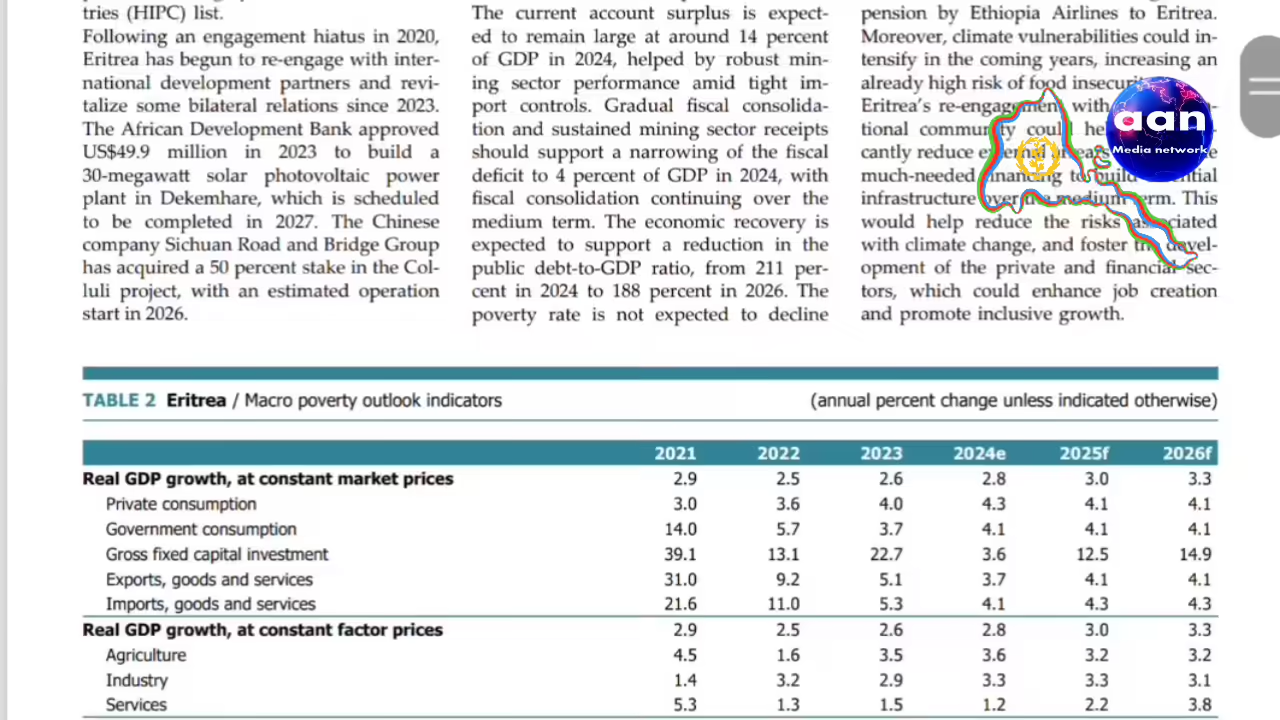 tries (HIPC) list.
Following an engagement hiatus in 2020,
Eritrea has begun to re-engage with inter-
national development partners and revi-
talize some bilateral relations since 2023.
The African Development Bank approved
US$49.9 million in 2023 to build a
30-megawatt solar photovoltaic power
plant in Dekemhare, which is scheduled
to be completed in 2027. The Chinese
company Sichuan Road and Bridge Group
has acquired a 50 percent stake in the Col-
luli project, with an estimated operation
start in 2026.
The current account surplus is expect-
ed to remain large at around 14 percent
of GDP in 2024, helped by robust min-
ing sector performance amid tight im-
port controls. Gradual fiscal consolida-
tion and sustained mining sector receipts
should support a narrowing of the fiscal
deficit to 4 percent of GDP in 2024, with
fiscal consolidation continuing over the
medium term. The economic recovery is
expected to support a reduction in the
public debt-to-GDP ratio, from 211 per-
cent in 2024 to 188 percent in 2026. The
poverty rate is not expected to decline
pension by Ethiopia Airlines to Eritrea.
Moreover, climate vulnerabilities could in-
tensify in the coming years, increasing an
already high risk of food
Eritrea's re-engagement with
tional community could
cantly reduce external
much-needed financing to build
infrastructure over the medium term. This
would help reduce the risks associated
with climate change, and foster the devel-
opment of the private and financial sec-
tors, which could enhance job creation
and promote inclusive growth.
aan
Media network
TABLE 2 Eritrea / Macro poverty outlook indicators (annual percent change unless indicated otherwise)
2021 2022 2023 2024e 2025f 2026f
Real GDP growth, at constant market prices 2.9 2.5 2.6 2.8 3.0 3.3
Private consumption 3.0 3.6 4.0 4.3 4.1 4.1
Government consumption 14.0 5.7 3.7 4.1 4.1 4.1
Gross fixed capital investment 39.1 13.1 22.7 3.6 12.5 14.9
Exports, goods and services 31.0 9.2 5.1 3.7 4.1 4.1
Imports, goods and services 21.6 11.0 5.3 4.1 4.3 4.3
Real GDP growth, at constant factor prices 2.9 2.5 2.6 2.8 3.0 3.3
Agriculture 4.5 1.6 3.5 3.6 3.2 3.2
Industry 1.4 3.2 2.9 3.3 3.3 3.1
Services 5.3 1.3 1.5 1.2 2.2 3.8